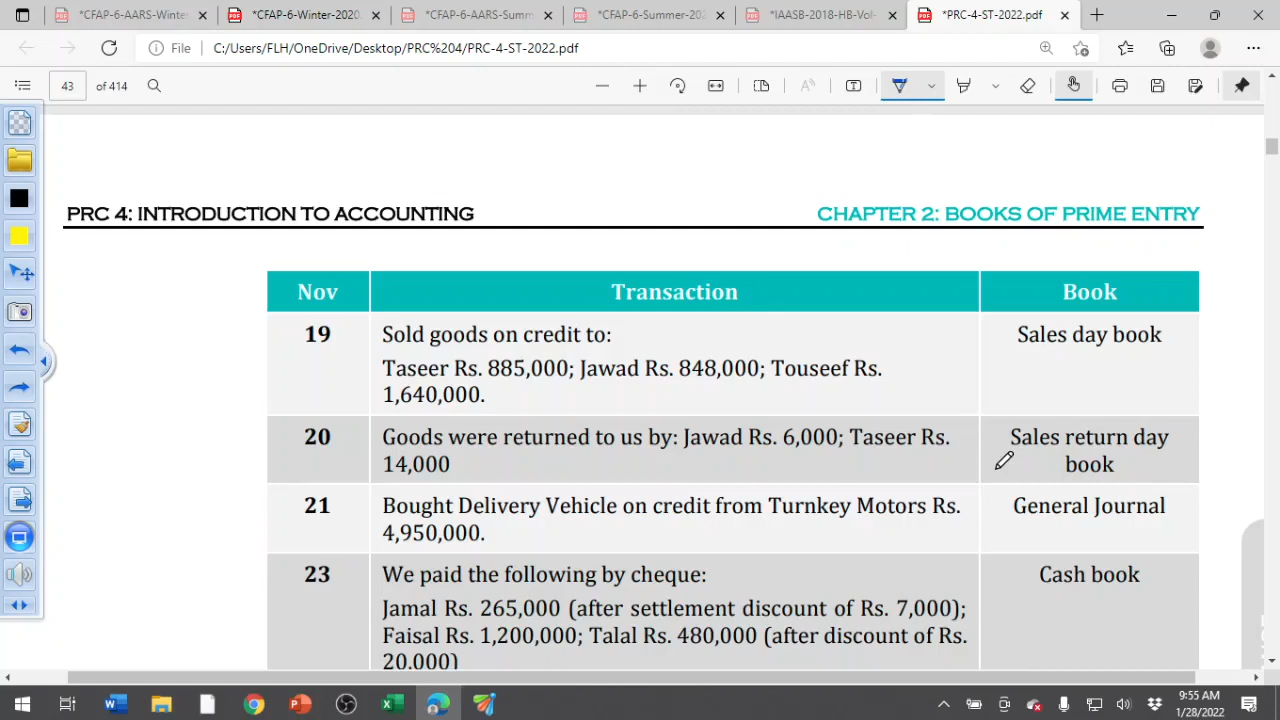 *CFAP-6-AARS-Winter
*CFAP-6-Winter-2020
*CFAP-6-AARS-Summ
*CFAP-6-Summer-202
*IAASB-2018-HB-Vol-
*PRC-4-ST-2022.pdf
File
C:/Users/FLH/OneDrive/Desktop/PRC%204/PRC-4-ST-2022.pdf
43 of 414
PRC 4: INTRODUCTION TO ACCOUNTING
CHAPTER 2: BOOKS OF PRIME ENTRY
Nov Transaction Book
19 Sold goods on credit to: Sales day book
Taseer Rs. 885,000; Jawad Rs. 848,000; Touseef Rs.
1,640,000.
20 Goods were returned to us by: Jawad Rs. 6,000; Taseer Rs. Sales return day
14,000 book
21 Bought Delivery Vehicle on credit from Turnkey Motors Rs. General Journal
4,950,000.
23 We paid the following by cheque: Cash book
Jamal Rs. 265,000 (after settlement discount of Rs. 7,000);
Faisal Rs. 1,200,000; Talal Rs. 480,000 (after discount of Rs.
20,000)
9:55 AM
1/28/2022